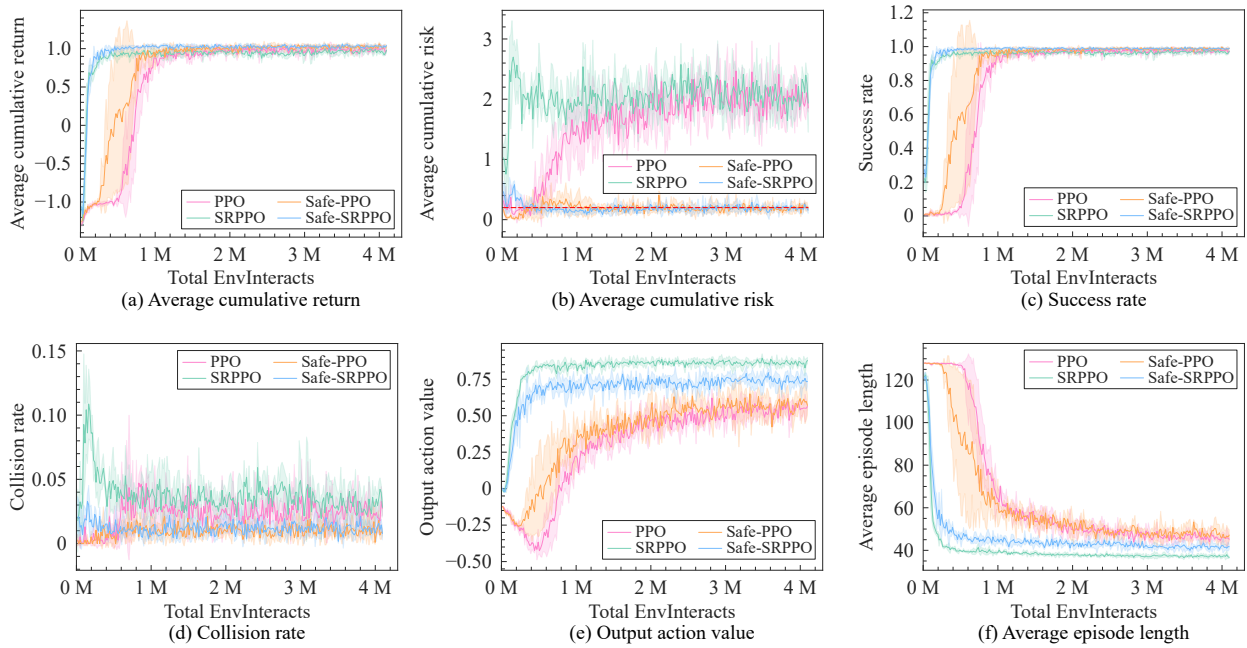 Average cumulative return
1.0
0.5
0
−0.5
−1.0
PPO
Safe-PPO
SRPPO
Safe-SRPPO
0 M 1 M 2 M 3 M 4 M
Total EnvInteracts
(a) Average cumulative return
Average cumulative risk
3
2
1
0
PPO
Safe-PPO
SRPPO
Safe-SRPPO
0 M 1 M 2 M 3 M 4 M
Total EnvInteracts
(b) Average cumulative risk
Success rate
1.2
1.0
0.8
0.6
0.4
0.2
0
PPO
Safe-PPO
SRPPO
Safe-SRPPO
0 M 1 M 2 M 3 M 4 M
Total EnvInteracts
(c) Success rate
Collision rate
0.15
0.10
0.05
0
PPO
Safe-PPO
SRPPO
Safe-SRPPO
0 M 1 M 2 M 3 M 4 M
Total EnvInteracts
(d) Collision rate
Output action value
0.75
0.50
0.25
0
−0.25
−0.50
PPO
Safe-PPO
SRPPO
Safe-SRPPO
0 M 1 M 2 M 3 M 4 M
Total EnvInteracts
(e) Output action value
Average episode length
120
100
80
60
40
PPO
Safe-PPO
SRPPO
Safe-SRPPO
0 M 1 M 2 M 3 M 4 M
Total EnvInteracts
(f) Average episode length